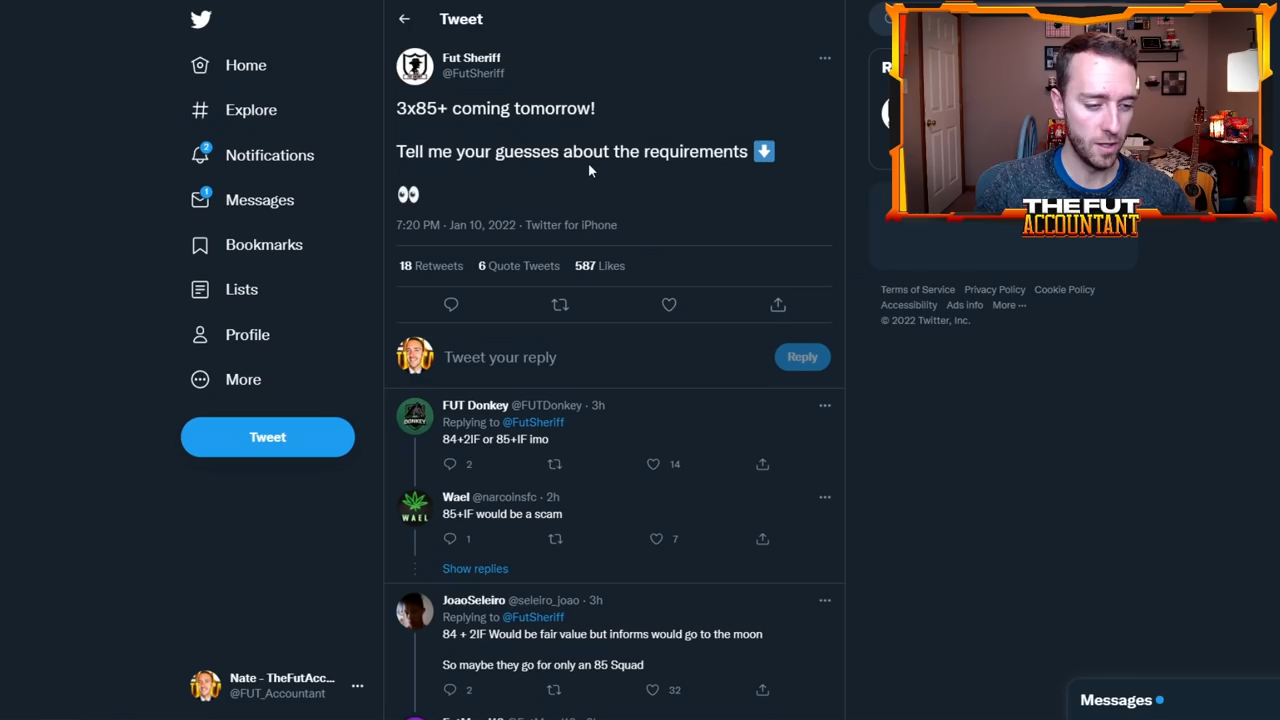 Tweet
Fut Sheriff
@FutSheriff
3x85+ coming tomorrow!
Tell me your guesses about the requirements ⬇️
👀
7:20 PM · Jan 10, 2022 · Twitter for iPhone
18 Retweets 6 Quote Tweets 587 Likes
Tweet your reply
Reply
FUT Donkey @FUTDonkey · 3h
Replying to @FutSheriff
84+2IF or 85+IF imo
2 14
DONKEY
Wael @narcoinsfc · 2h
85+IF would be a scam
WAEL
1 7
Show replies
JoaoSeleiro @seleiro_joao · 3h
Replying to @FutSheriff
84 + 2IF Would be fair value but informs would go to the moon
So maybe they go for only an 85 Squad
2 32
Home
Explore
2
Notifications
1
Messages
Bookmarks
Lists
Profile
More
Tweet
Nate - TheFutAcc...
@FUT_Accountant
R
THE FUT
ACCOUNTANT
Terms of Service Privacy Policy Cookie Policy
Accessibility Ads info More ···
© 2022 Twitter, Inc.
Messages